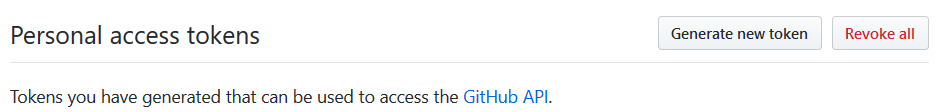 Personal access tokens
Generate new token
Revoke all
Tokens you have generated that can be used to access the GitHub API.